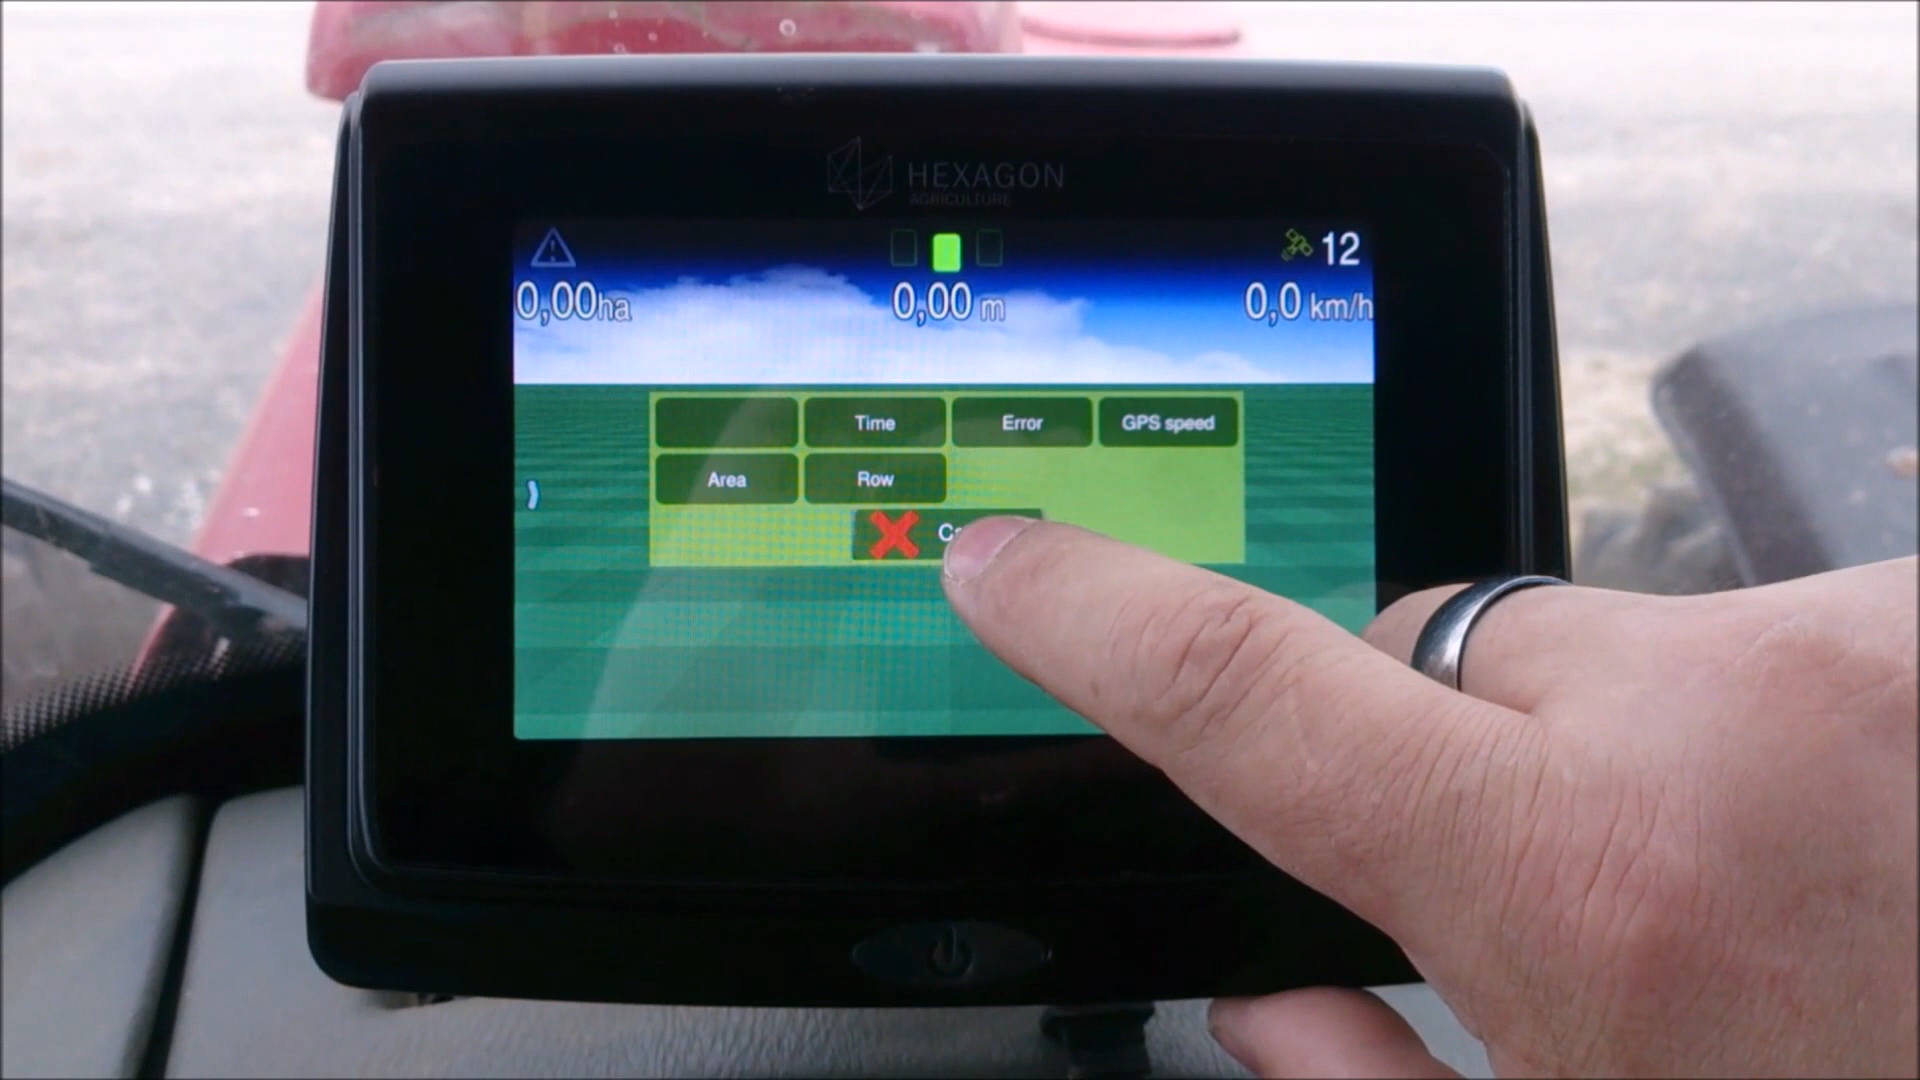 HEXAGON
AGRICULTURE
12
0,00ha 0,00 m 0,0 km/h
Time Error GPS speed
Area Row